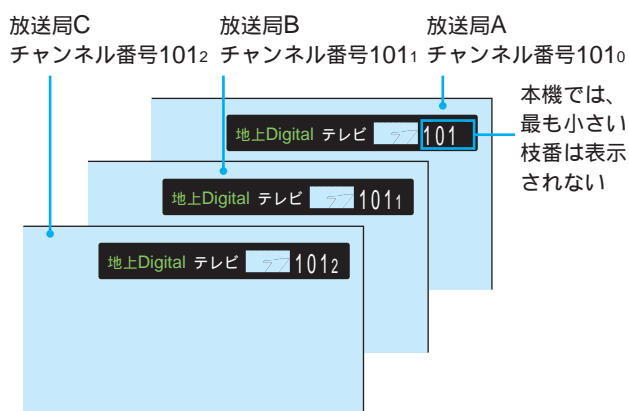 放送局C
チャンネル番号101₂
放送局B
チャンネル番号101₁
放送局A
チャンネル番号101₀
本機では、
最も小さい
枝番は表示
されない
地上Digital テレビ 101
地上Digital テレビ 101₁
地上Digital テレビ 101₂